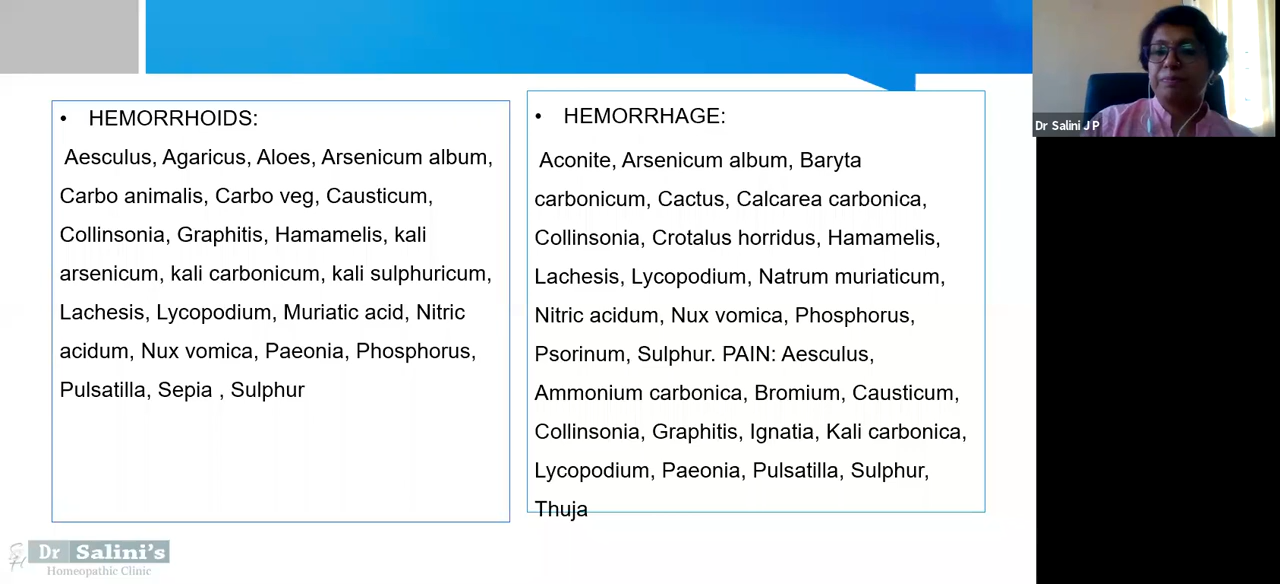 • HEMORRHOIDS:
Aesculus, Agaricus, Aloes, Arsenicum album,
Carbo animalis, Carbo veg, Causticum,
Collinsonia, Graphitis, Hamamelis, kali
arsenicum, kali carbonicum, kali sulphuricum,
Lachesis, Lycopodium, Muriatic acid, Nitric
acidum, Nux vomica, Paeonia, Phosphorus,
Pulsatilla, Sepia , Sulphur
• HEMORRHAGE:
Aconite, Arsenicum album, Baryta
carbonicum, Cactus, Calcarea carbonica,
Collinsonia, Crotalus horridus, Hamamelis,
Lachesis, Lycopodium, Natrum muriaticum,
Nitric acidum, Nux vomica, Phosphorus,
Psorinum, Sulphur. PAIN: Aesculus,
Ammonium carbonica, Bromium, Causticum,
Collinsonia, Graphitis, Ignatia, Kali carbonica,
Lycopodium, Paeonia, Pulsatilla, Sulphur,
Thuja
Dr Salini J P
Dr Salini's
Homeopathic Clinic